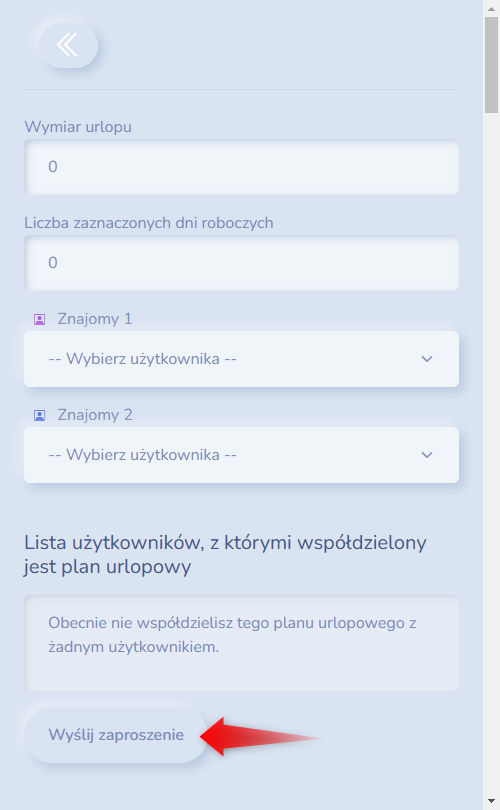 Wymiar urlopu
0
Liczba zaznaczonych dni roboczych
0
Znajomy 1
-- Wybierz użytkownika --
Znajomy 2
-- Wybierz użytkownika --
Lista użytkowników, z którymi współdzielony
jest plan urlopowy
Obecnie nie współdzielisz tego planu urlopowego z
żadnym użytkownikiem.
Wyślij zaproszenie